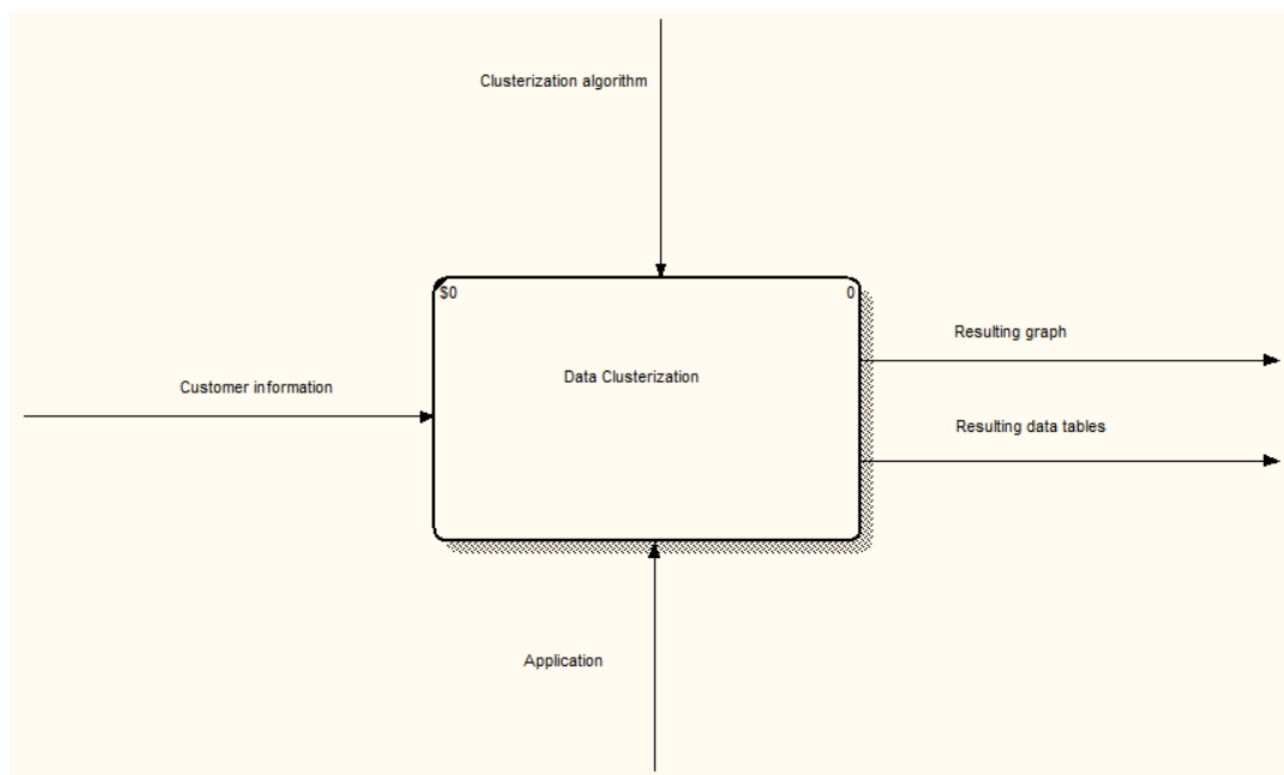 Clusterization algorithm
$0
0
Resulting graph
Data Clusterization
Customer information
Resulting data tables
Application